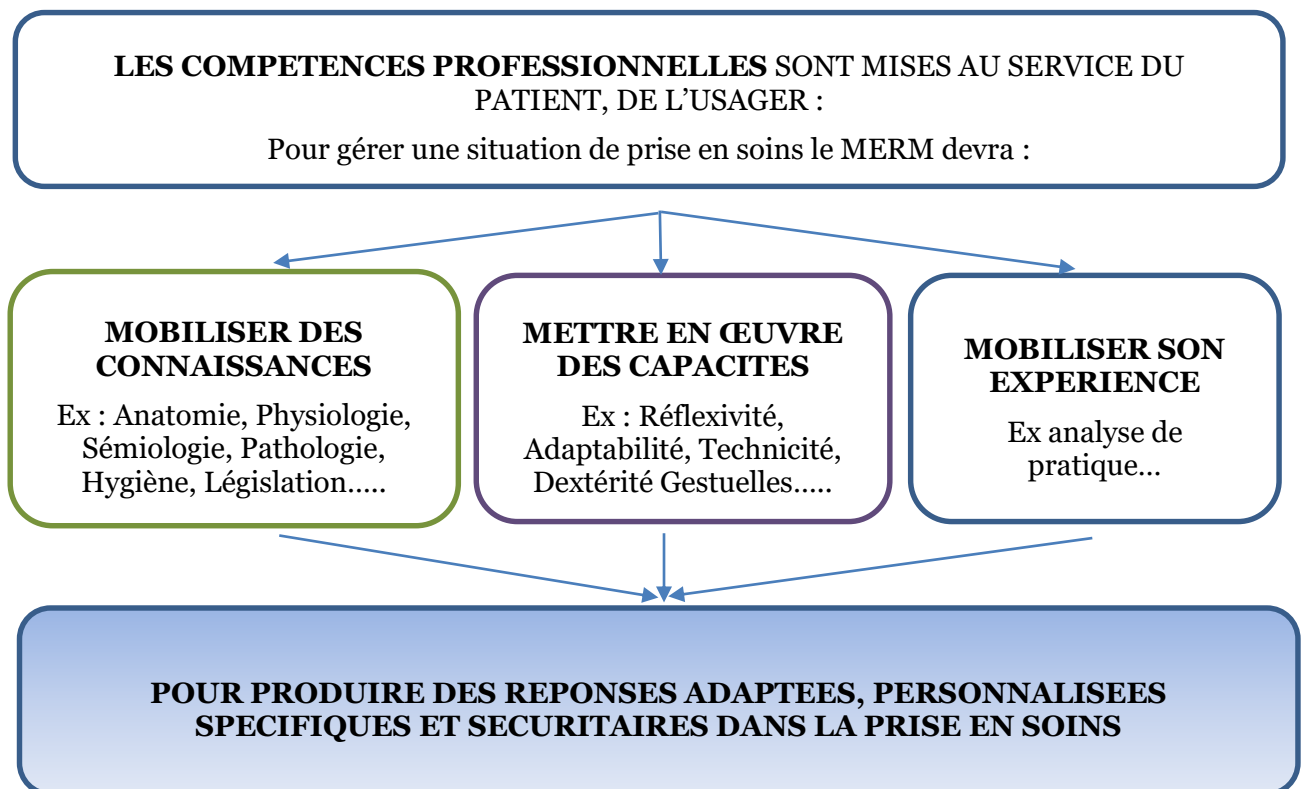 LES COMPETENCES PROFESSIONNELLES SONT MISES AU SERVICE DU
PATIENT, DE L’USAGER :
Pour gérer une situation de prise en soins le MERM devra :
MOBILISER DES
CONNAISSANCES
Ex : Anatomie, Physiologie,
Sémiologie, Pathologie,
Hygiène, Législation.....
METTRE EN ŒUVRE
DES CAPACITES
Ex : Réflexivité,
Adaptabilité, Technicité,
Dextérité Gestuelles.....
MOBILISER SON
EXPERIENCE
Ex analyse de
pratique...
POUR PRODUIRE DES REPONSES ADAPTEES, PERSONNALISEES
SPECIFIQUES ET SECURITAIRES DANS LA PRISE EN SOINS